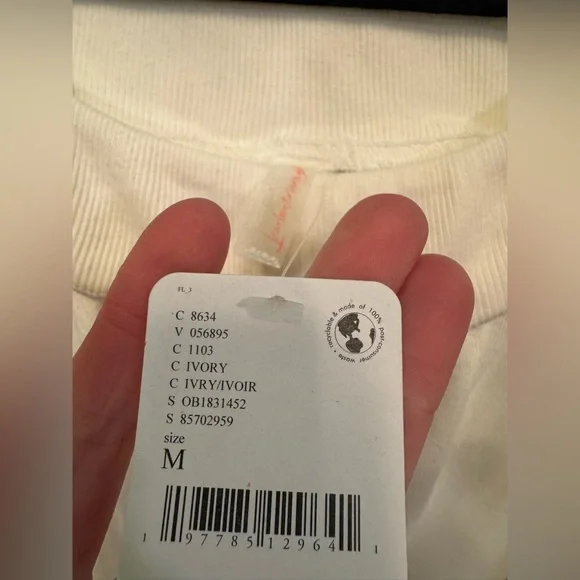 FL_J
C 8634
V 056895
C 1103
C IVORY
C IVRY/IVOIR
S OB1831452
S 85702959
size
M
1 97785 12964 1
recyclable & made of 100% post-consumer waste •